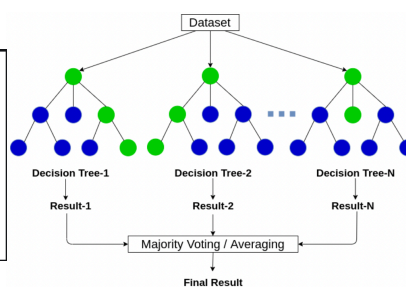 Dataset
Decision Tree-1
Decision Tree-2
Decision Tree-N
Result-1
Result-2
Result-N
Majority Voting / Averaging
Final Result